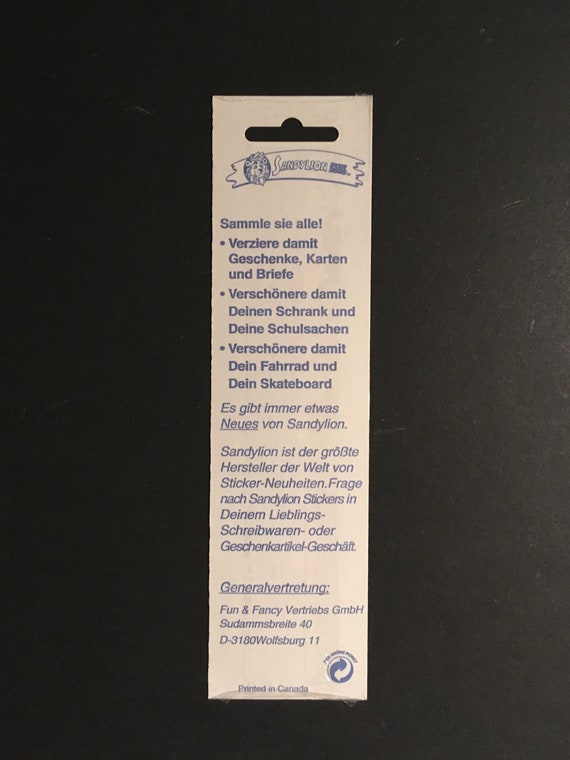 SANDYLION
Sammle sie alle!
• Verziere damit
Geschenke, Karten
und Briefe
• Verschönere damit
Deinen Schrank und
Deine Schulsachen
• Verschönere damit
Dein Fahrrad und
Dein Skateboard
Es gibt immer etwas
Neues von Sandylion.
Sandylion ist der größte
Hersteller der Welt von
Sticker-Neuheiten.Frage
nach Sandylion Stickers in
Deinem Lieblings-
Schreibwaren- oder
Geschenkartikel-Geschäft.
Generalvertretung:
Fun & Fancy Vertriebs GmbH
Sudammsbreite 40
D-3180Wolfsburg 11
DER GRÜNE PUNKT
Printed in Canada